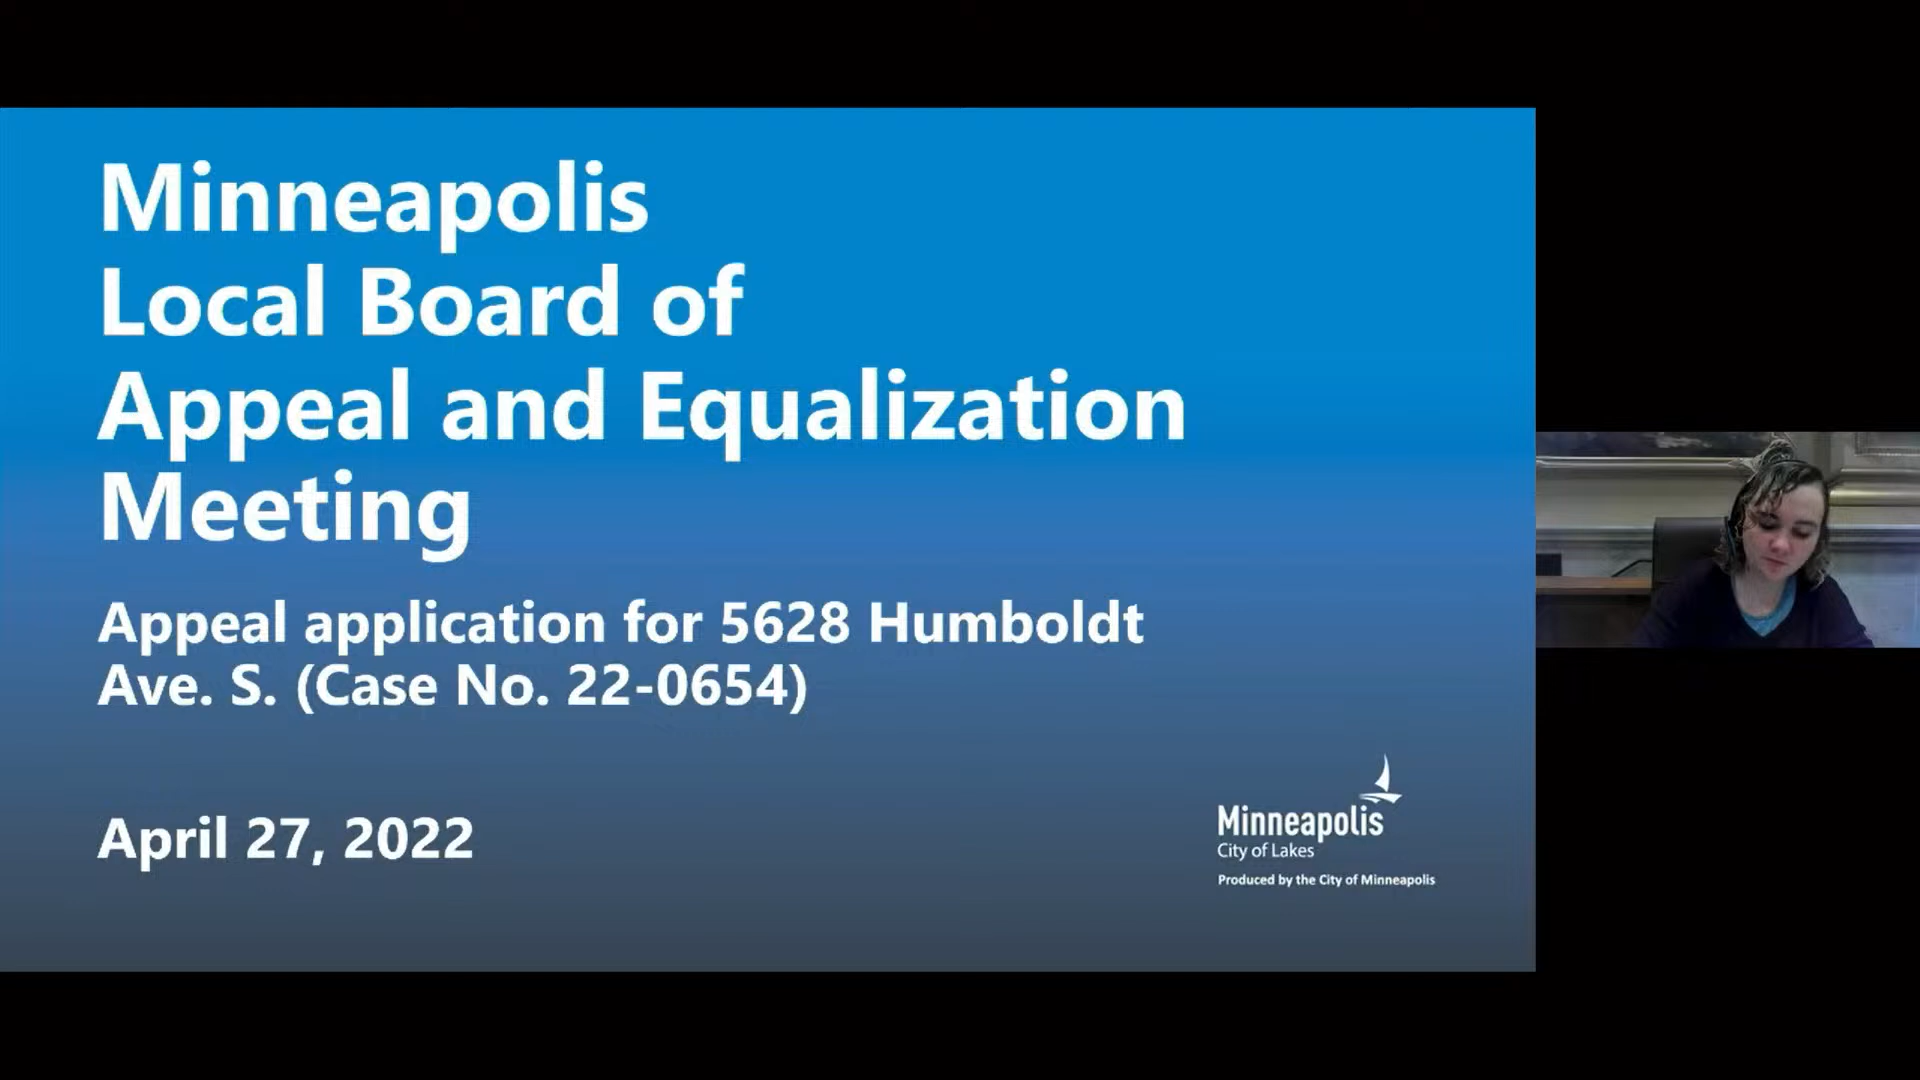 Minneapolis
Local Board of
Appeal and Equalization
Meeting
Appeal application for 5628 Humboldt
Ave. S. (Case No. 22-0654)
April 27, 2022
Minneapolis
City of Lakes
Produced by the City of Minneapolis